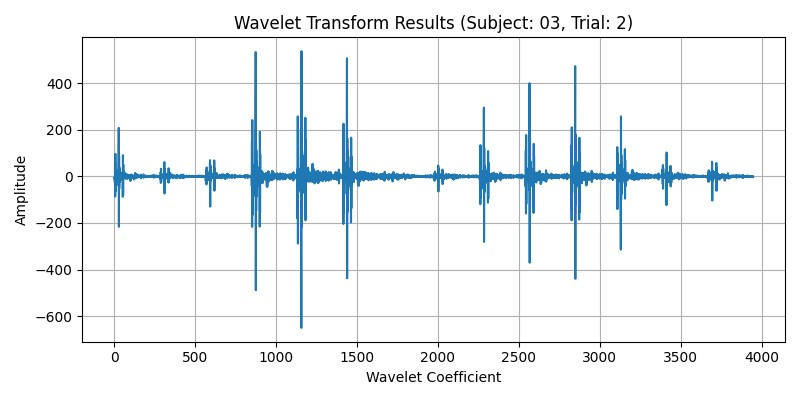 Wavelet Transform Results (Subject: 03, Trial: 2)
Amplitude
400
200
0
−200
−400
−600
0 500 1000 1500 2000 2500 3000 3500 4000
Wavelet Coefficient